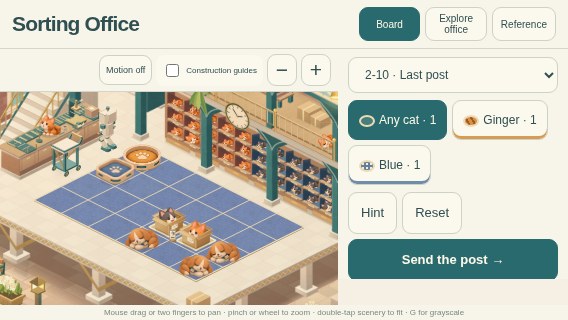 Sorting Office
Board
Explore
office
Reference
Motion off
Construction guides
−
+
2-10 · Last post
Any cat · 1
Ginger · 1
Blue · 1
Hint
Reset
Send the post →
Mouse drag or two fingers to pan · pinch or wheel to zoom · double-tap scenery to fit · G for grayscale